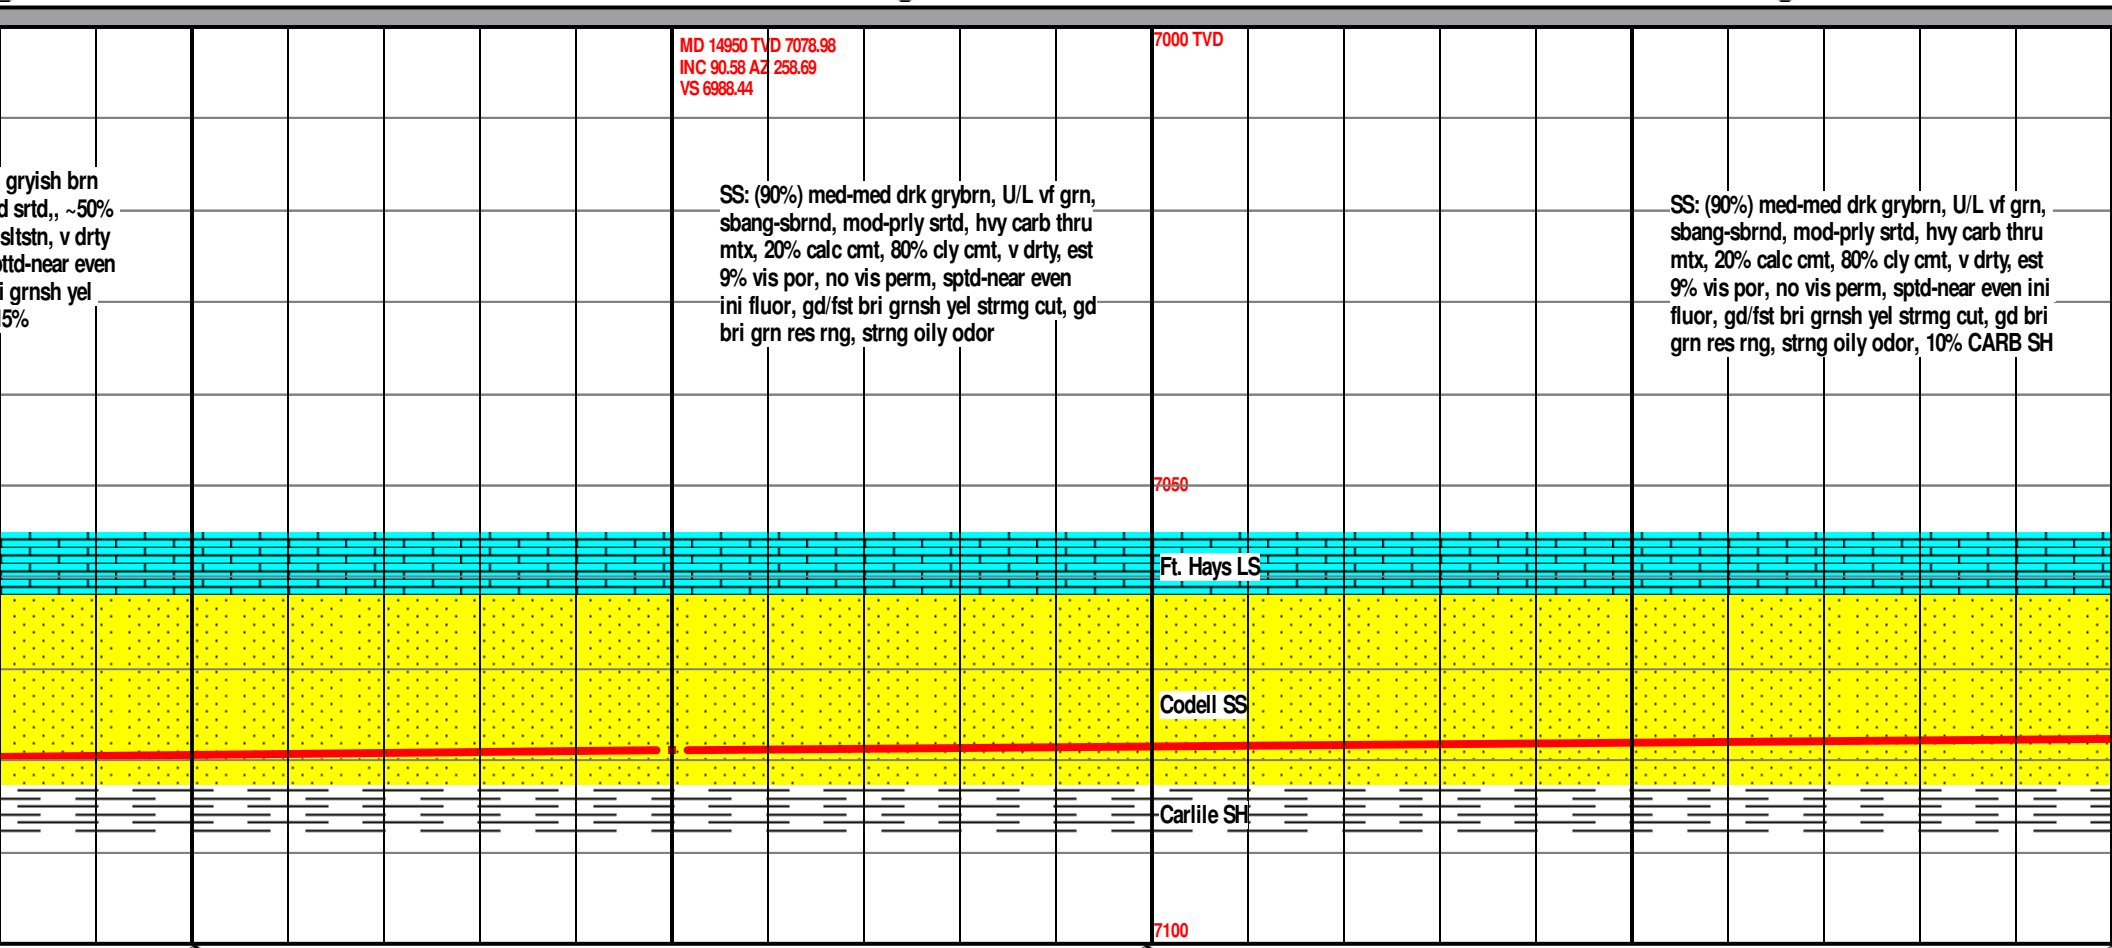 MD 14950 TVD 7078.98
INC 90.58 AZ 258.69
VS 6988.44
7000 TVD
gryish brn
d srtd,, ~50%
sltstn, v drty
ttd-near even
i grnsh yel
5%
SS: (90%) med-med drk grybrn, U/L vf grn,
sbang-sbrnd, mod-prly srtd, hvy carb thru
mtx, 20% calc cmt, 80% cly cmt, v drty, est
9% vis por, no vis perm, sptd-near even
ini fluor, gd/fst bri grnsh yel strmg cut, gd
bri grn res rng, strng oily odor
SS: (90%) med-med drk grybrn, U/L vf grn,
sbang-sbrnd, mod-prly srtd, hvy carb thru
mtx, 20% calc cmt, 80% cly cmt, v drty, est
9% vis por, no vis perm, sptd-near even ini
fluor, gd/fst bri grnsh yel strmg cut, gd bri
grn res rng, strng oily odor, 10% CARB SH
7050
Ft. Hays LS
Codell SS
Carlile SH
7100